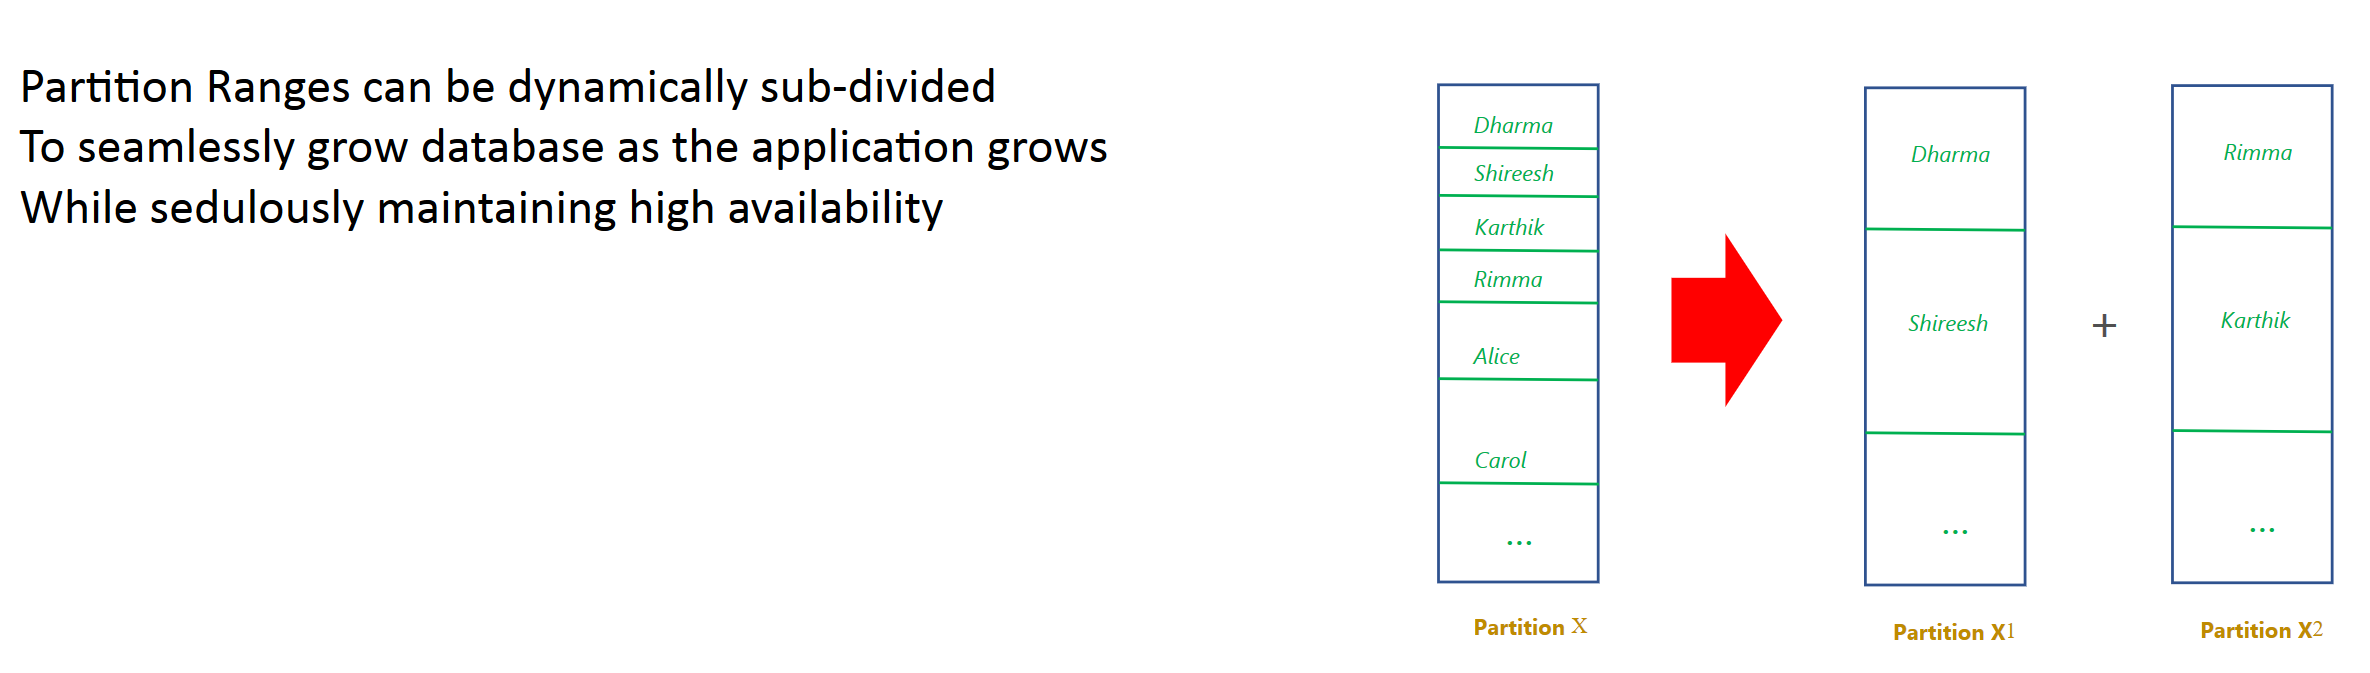 Partition Ranges can be dynamically sub-divided
To seamlessly grow database as the application grows
While sedulously maintaining high availability
Dharma
Shireesh
Karthik
Rimma
Alice
Carol
...
Partition X
Dharma
Shireesh
...
Partition X1
+
Rimma
Karthik
...
Partition X2